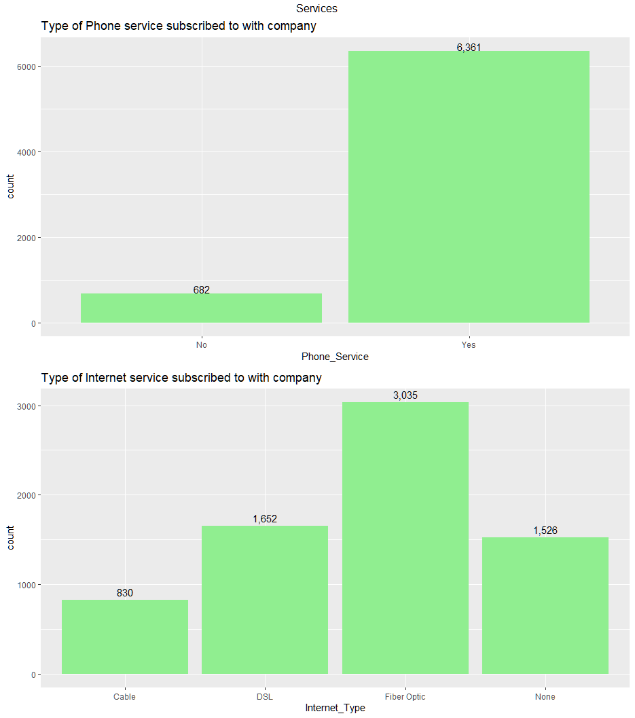 Services
Type of Phone service subscribed to with company
6,361
6000
4000
count
2000
682
0
No Yes
Phone_Service
Type of Internet service subscribed to with company
3,035
3000
2000
1,652
1,526
count
1000
830
0
Cable DSL Fiber Optic None
Internet_Type